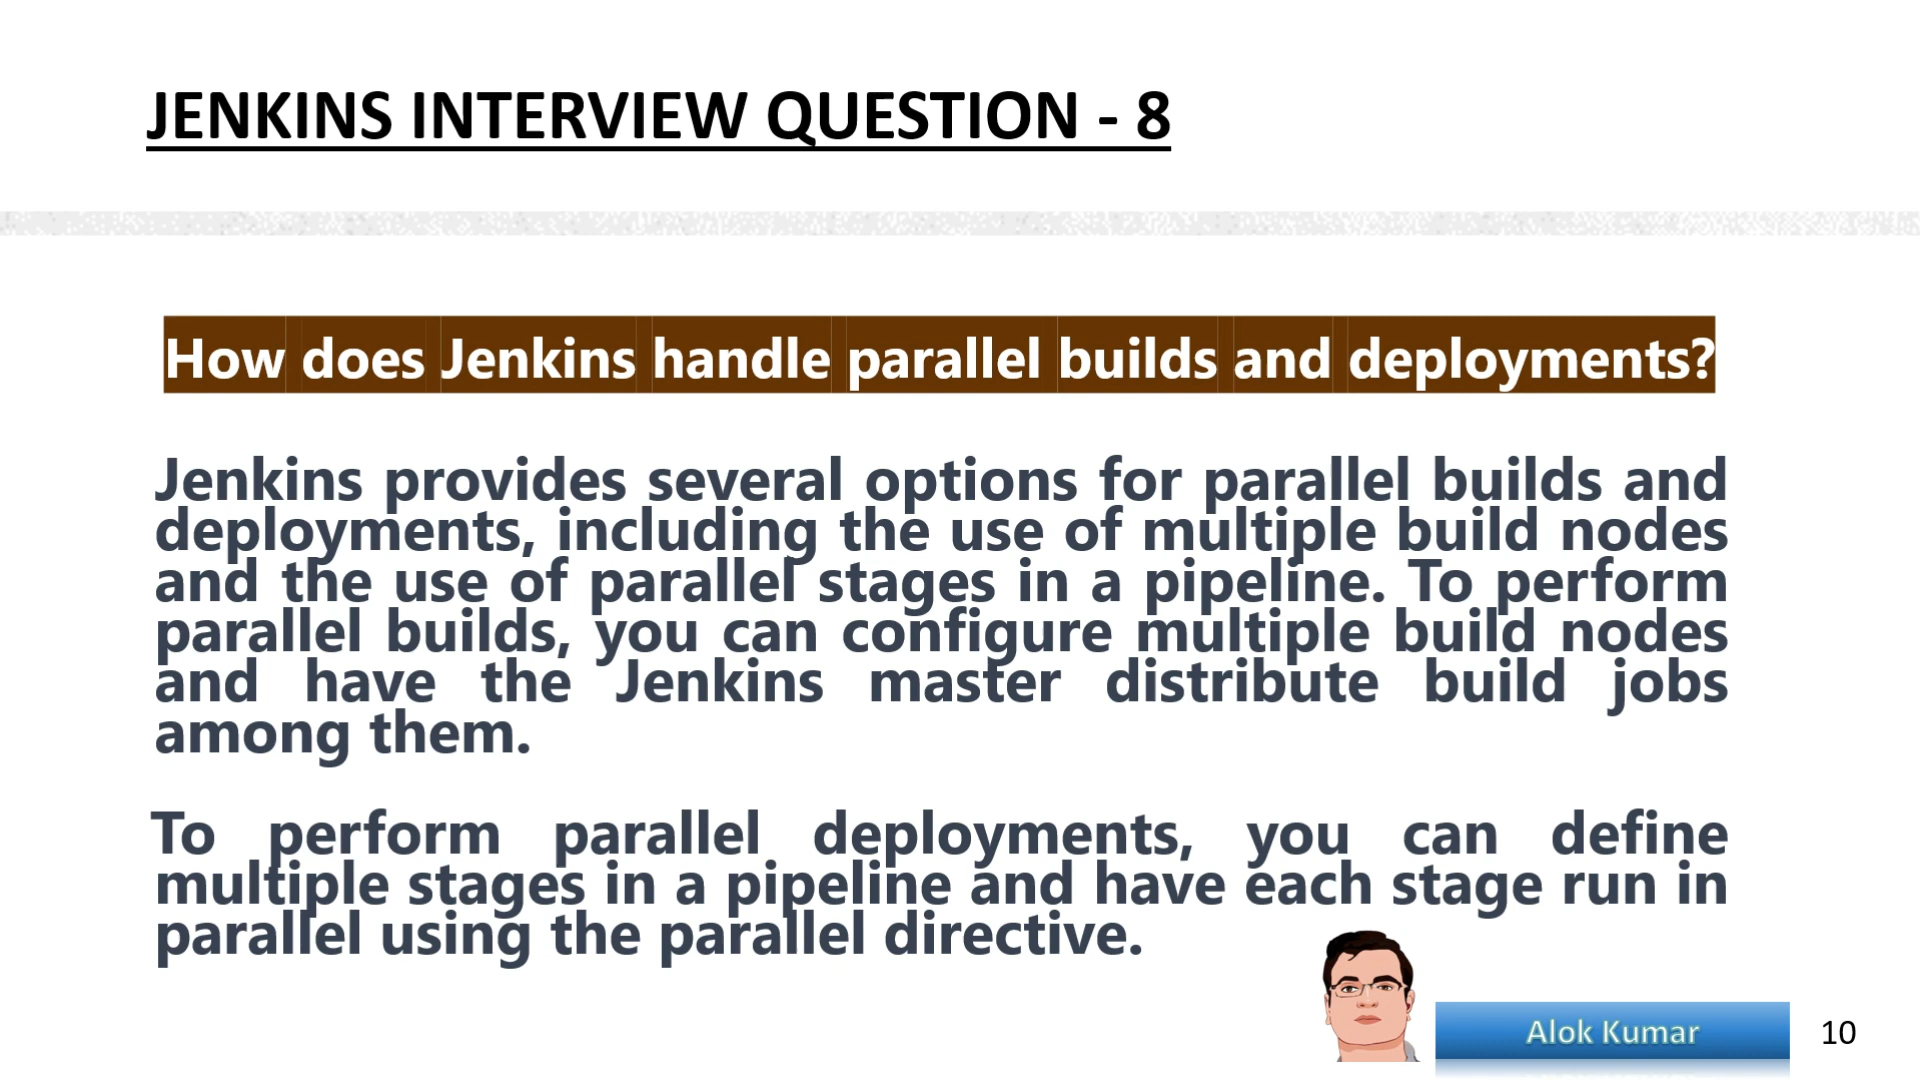 JENKINS INTERVIEW QUESTION - 8
How does Jenkins handle parallel builds and deployments?
Jenkins provides several options for parallel builds and
deployments, including the use of multiple build nodes
and the use of parallel stages in a pipeline. To perform
parallel builds, you can configure multiple build nodes
and have the Jenkins master distribute build jobs
among them.
To perform parallel deployments, you can define
multiple stages in a pipeline and have each stage run in
parallel using the parallel directive.
Alok Kumar
10